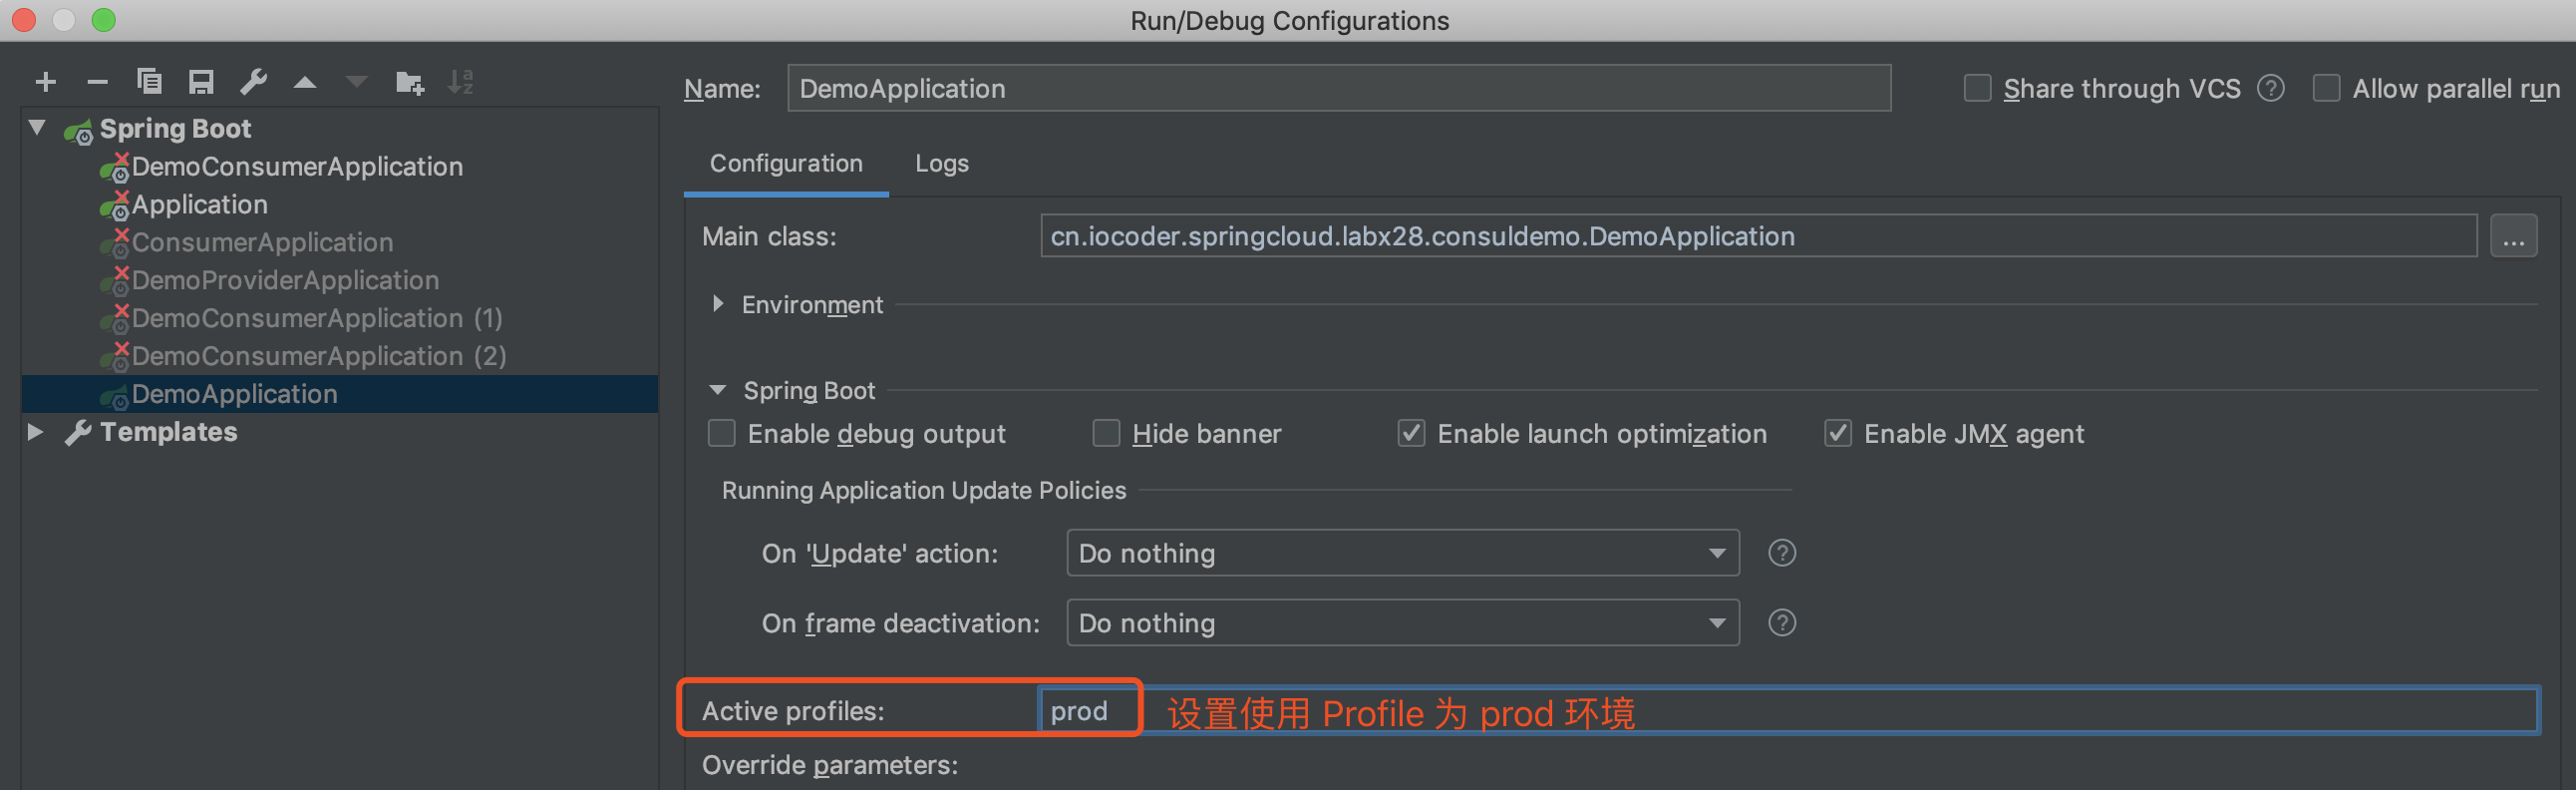 Run/Debug Configurations
Name: DemoApplication Share through VCS ? Allow parallel run
Spring Boot
DemoConsumerApplication
Application
ConsumerApplication
DemoProviderApplication
DemoConsumerApplication (1)
DemoConsumerApplication (2)
DemoApplication
Templates
Configuration Logs
Main class: cn.iocoder.springcloud.labx28.consuldemo.DemoApplication ...
Environment
Spring Boot
Enable debug output Hide banner Enable launch optimization Enable JMX agent
Running Application Update Policies
On 'Update' action: Do nothing ?
On frame deactivation: Do nothing ?
Active profiles: prod 设置使用 Profile 为 prod 环境
Override parameters: